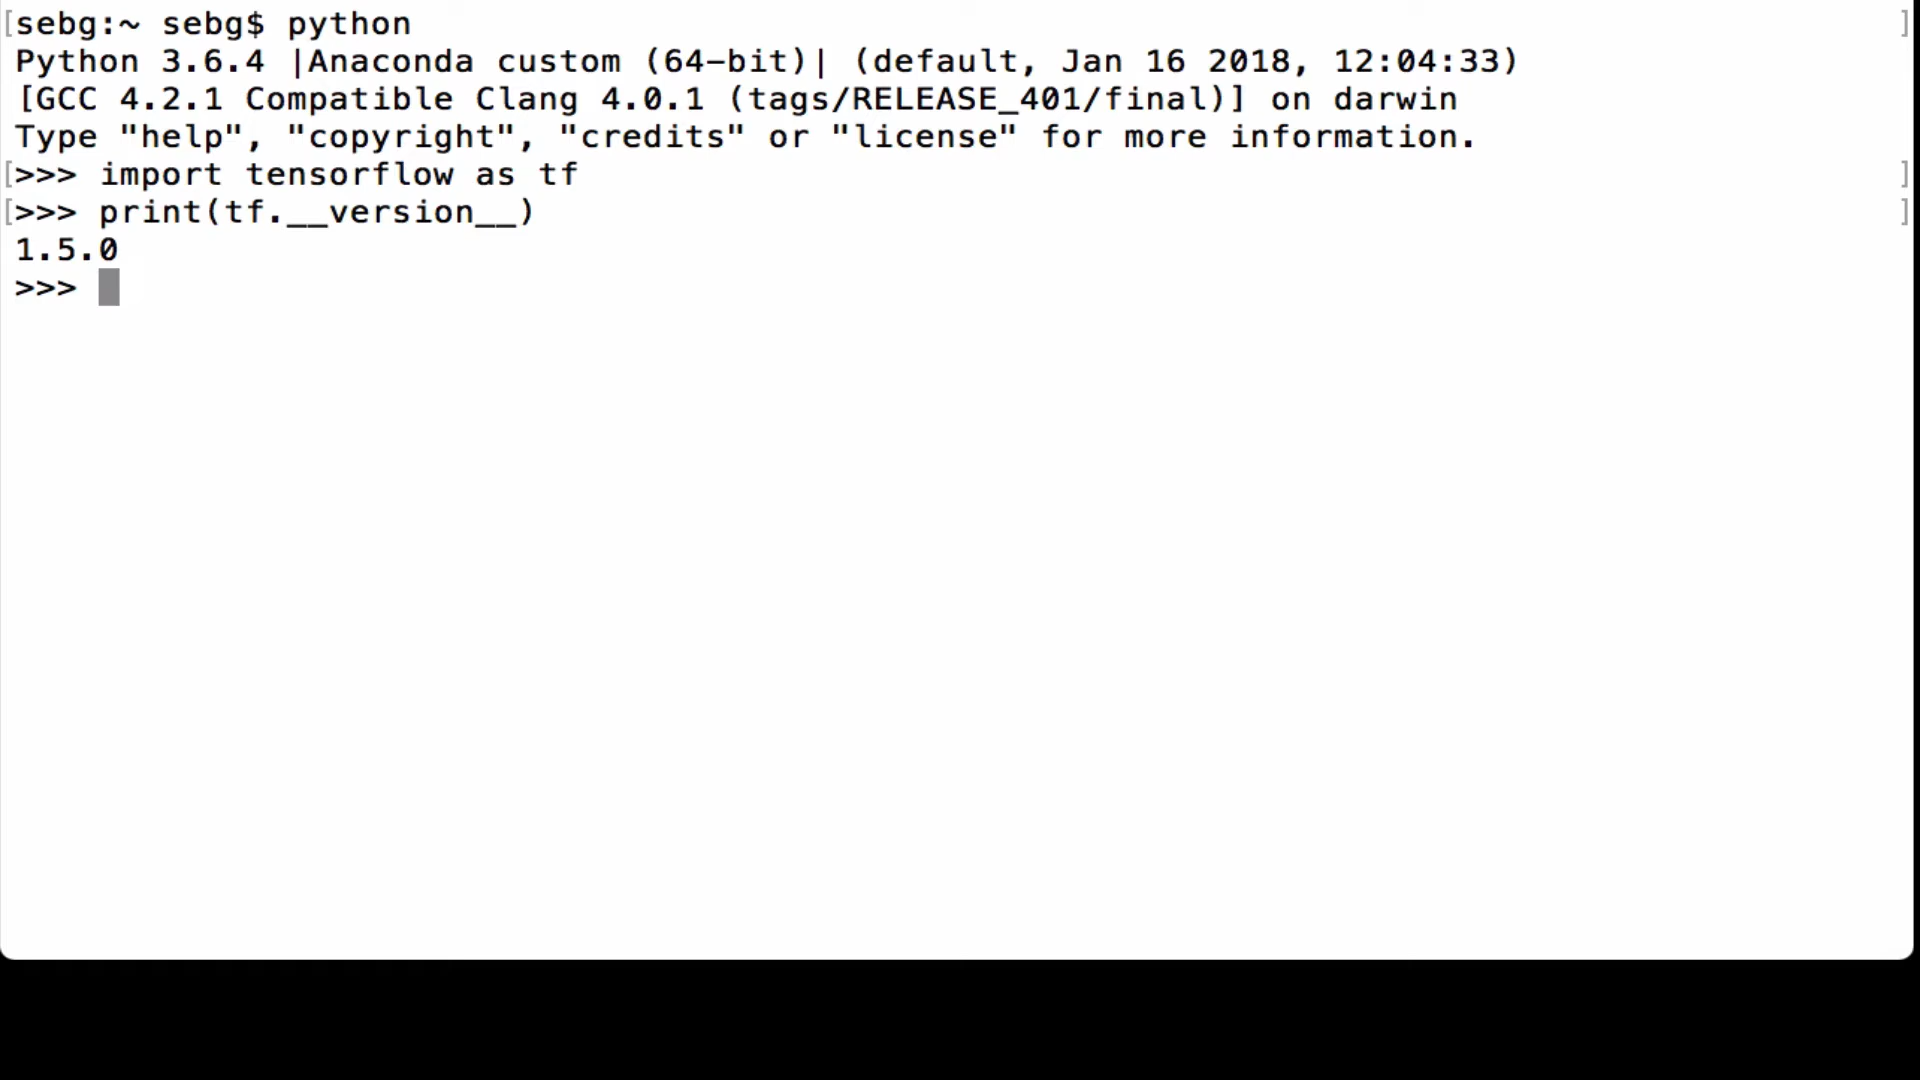 [sebg:~ sebg$ python ]
Python 3.6.4 |Anaconda custom (64-bit)| (default, Jan 16 2018, 12:04:33)
[GCC 4.2.1 Compatible Clang 4.0.1 (tags/RELEASE_401/final)] on darwin
Type "help", "copyright", "credits" or "license" for more information.
[>>> import tensorflow as tf ]
[>>> print(tf.__version__) ]
1.5.0
>>>